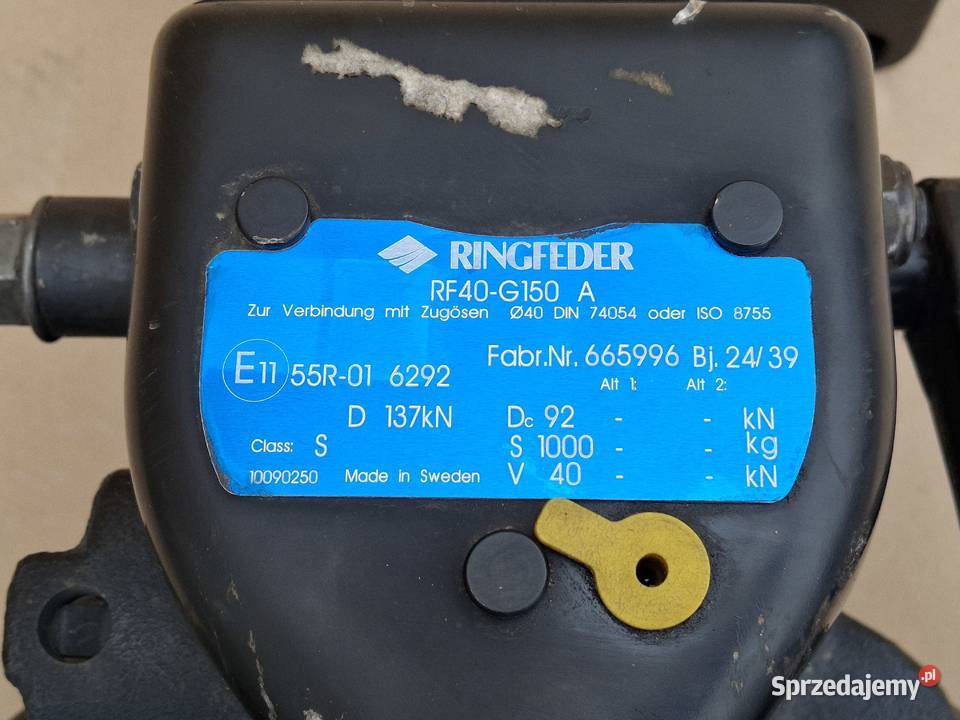 RINGFEDER
RF40-G150 A
Zur Verbindung mit Zugösen Ø40 DIN 74054 oder ISO 8755
E11 55R-01 6292
Fabr.Nr. 665996 Bj. 24/39
Alt 1: Alt 2:
D 137kN Dc 92 - - kN
Class: S S 1000 - - kg
10090250 Made in Sweden V 40 - - kN
Sprzedajemy.pl